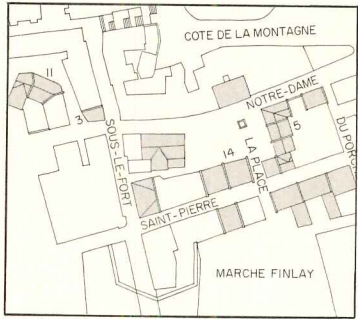 COTE DE LA MONTAGNE
11
NOTRE-DAME
3
SOUS-LE-FORT
5
DU PORCHE
LA PLACE
14
SAINT-PIERRE
MARCHE FINLAY